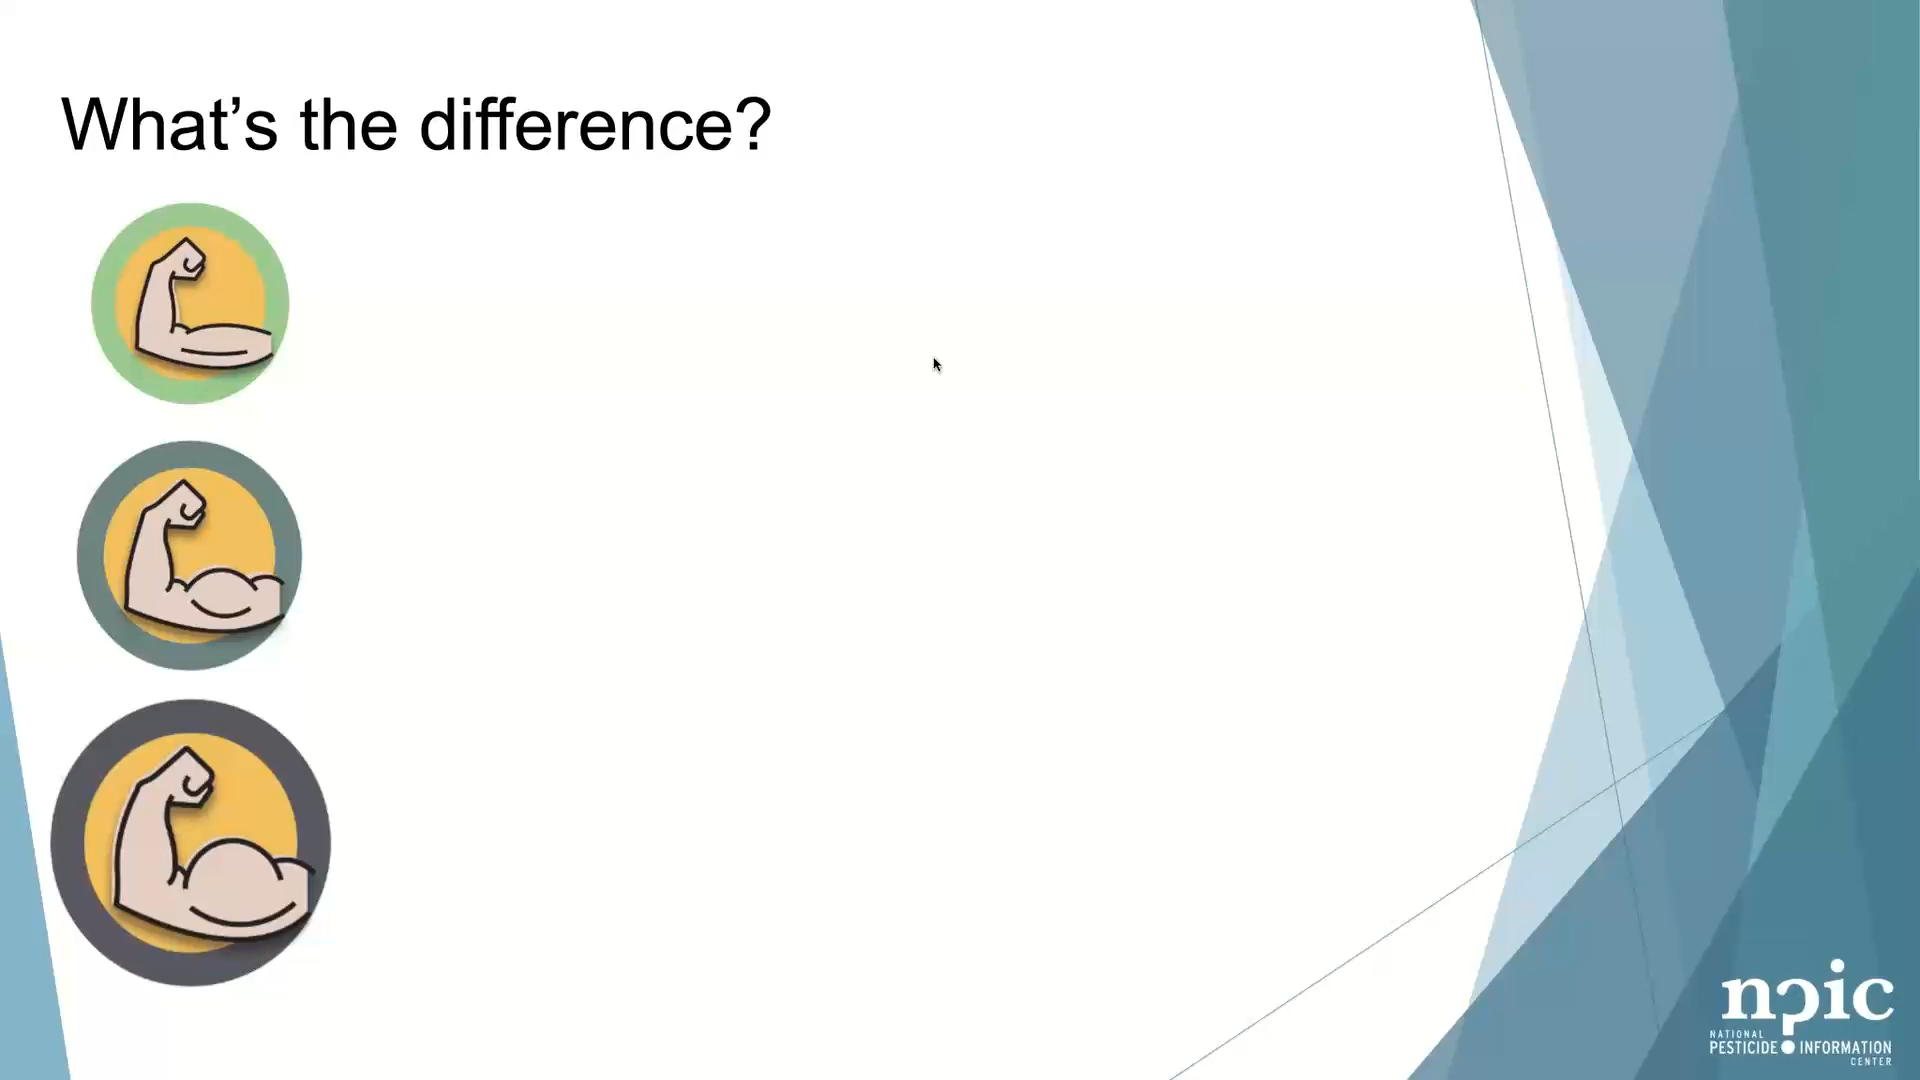 What’s the difference?
npic
NATIONAL
PESTICIDE INFORMATION
CENTER